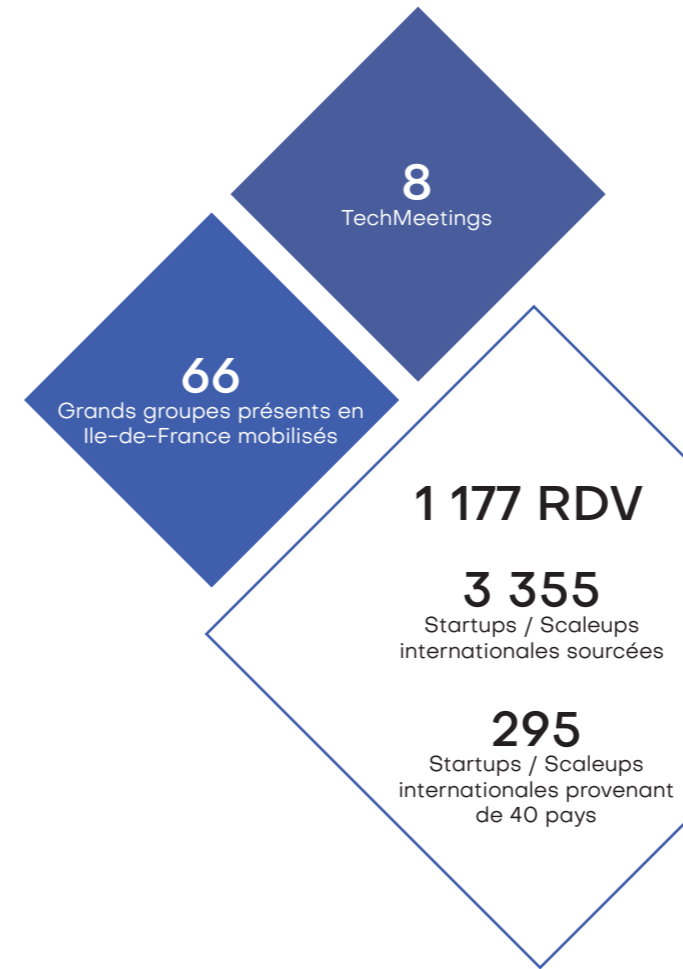 8
TechMeetings
66
Grands groupes présents en
Ile-de-France mobilisés
1 177 RDV
3 355
Startups / Scaleups
internationales sourcées
295
Startups / Scaleups
internationales provenant
de 40 pays